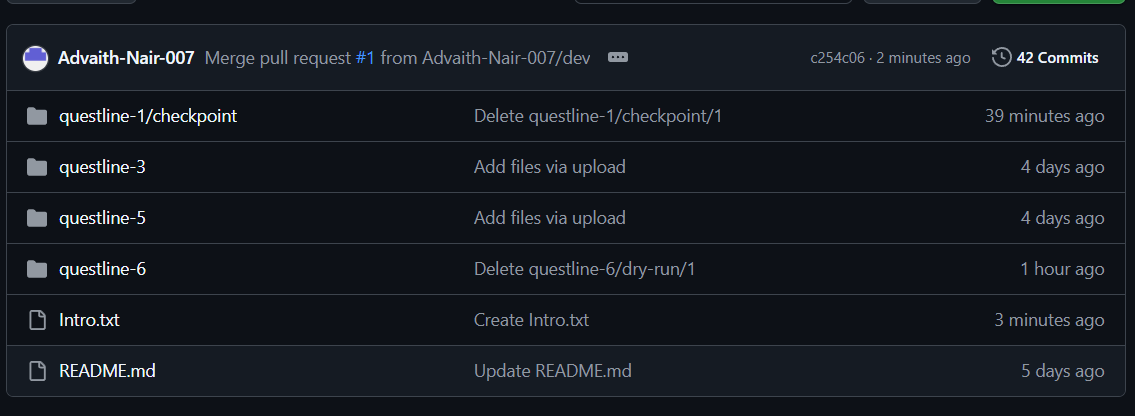 Advaith-Nair-007 Merge pull request #1 from Advaith-Nair-007/dev c254c06 · 2 minutes ago 42 Commits
questline-1/checkpoint Delete questline-1/checkpoint/1 39 minutes ago
questline-3 Add files via upload 4 days ago
questline-5 Add files via upload 4 days ago
questline-6 Delete questline-6/dry-run/1 1 hour ago
Intro.txt Create Intro.txt 3 minutes ago
README.md Update README.md 5 days ago